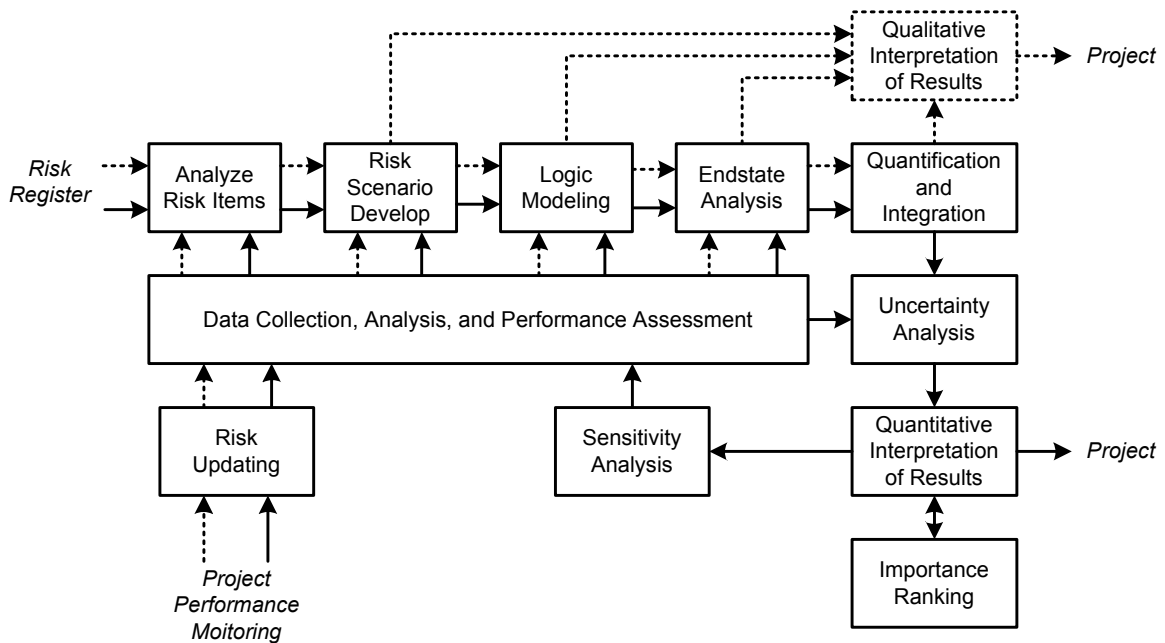 Qualitative
Interpretation
of Results
Project
Risk
Register
Analyze
Risk Items
Risk
Scenario
Develop
Logic
Modeling
Endstate
Analysis
Quantification
and
Integration
Data Collection, Analysis, and Performance Assessment
Uncertainty
Analysis
Risk
Updating
Sensitivity
Analysis
Quantitative
Interpretation
of Results
Project
Project
Performance
Moitoring
Importance
Ranking